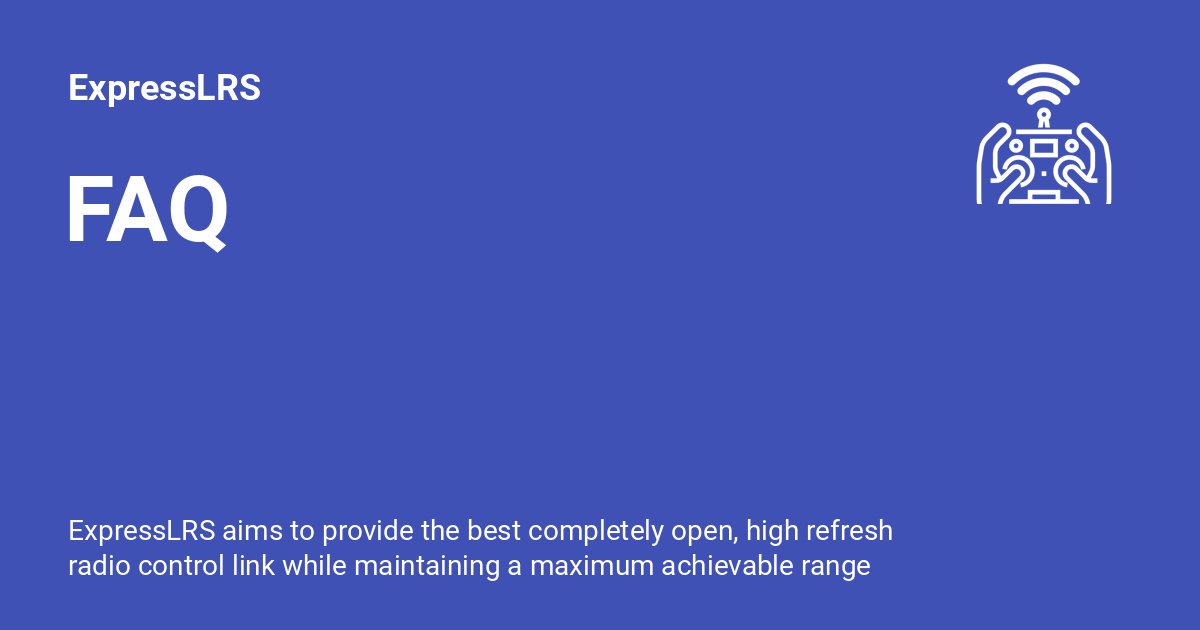 ExpressLRS
FAQ
ExpressLRS aims to provide the best completely open, high refresh
radio control link while maintaining a maximum achievable range